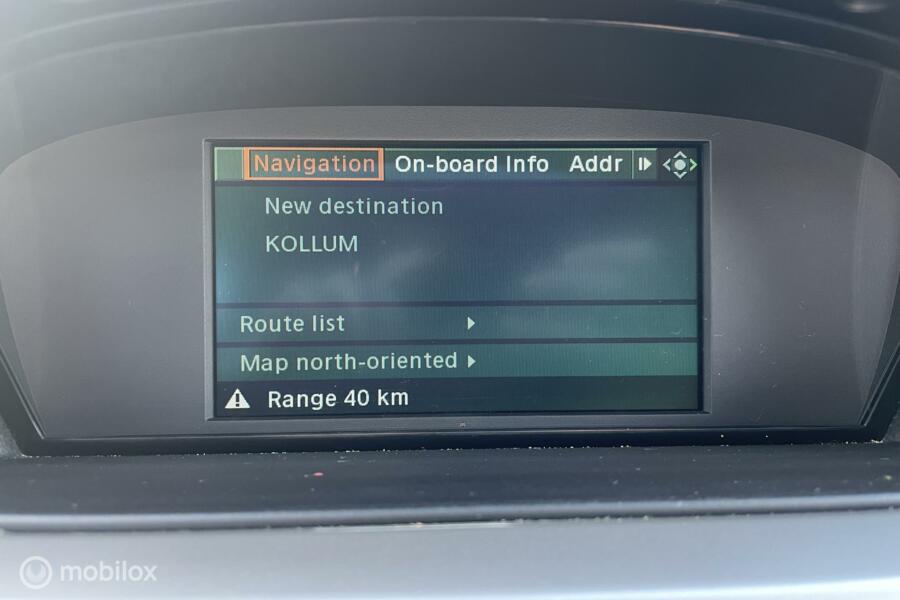 Navigation On-board Info Addr
New destination
KOLLUM
Route list
Map north-oriented
Range 40 km
mobilox